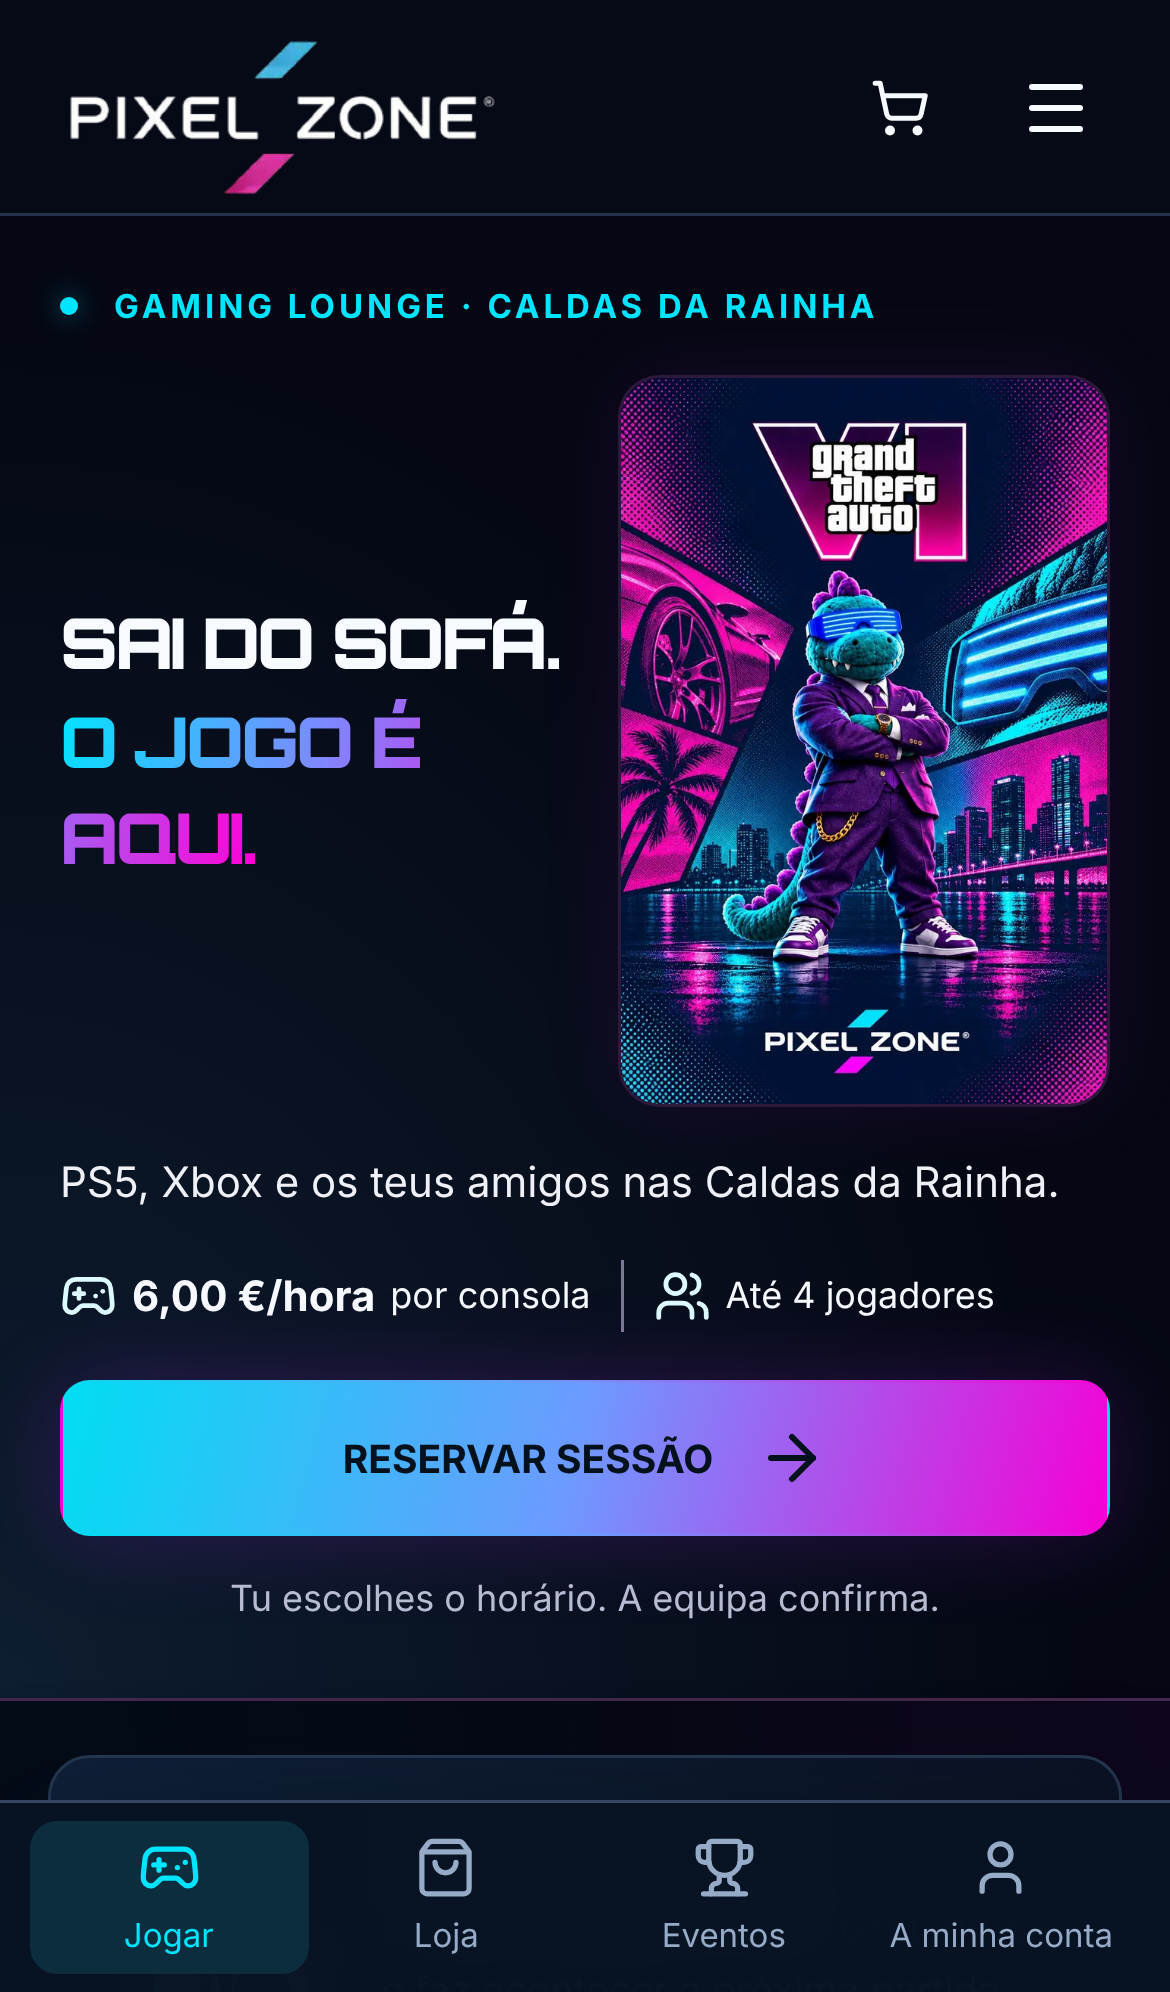 PIXEL ZONE®
GAMING LOUNGE · CALDAS DA RAINHA
SAI DO SOFÁ.
O JOGO É
AQUI.
VI
grand
theft
auto
PIXEL ZONE®
PS5, Xbox e os teus amigos nas Caldas da Rainha.
6,00 €/hora por consola
Até 4 jogadores
RESERVAR SESSÃO
Tu escolhes o horário. A equipa confirma.
Jogar
Loja
Eventos
A minha conta